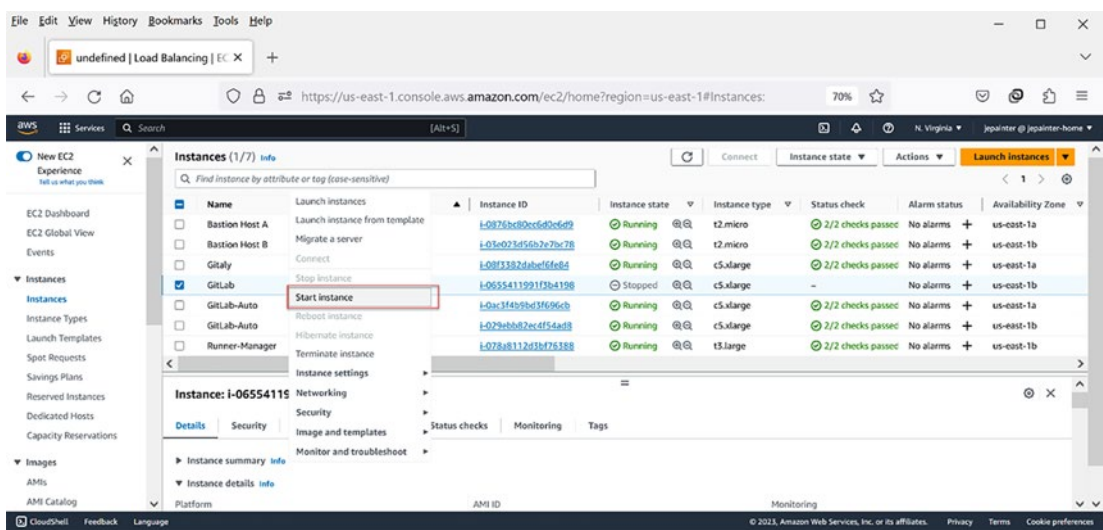 File Edit View History Bookmarks Tools Help
undefined | Load Balancing | EC
https://us-east-1.console.aws.amazon.com/ec2/home?region=us-east-1#Instances: 70%
aws Services Search [Alt+S] N. Virginia jepainter @ jepainter-home
New EC2 Experience
Tell us what you think
EC2 Dashboard
EC2 Global View
Events
Instances
Instances
Instance Types
Launch Templates
Spot Requests
Savings Plans
Reserved Instances
Dedicated Hosts
Capacity Reservations
Images
AMIs
AMI Catalog
Instances (1/7) Info Connect Instance state Actions Launch instances
Find instance by attribute or tag (case-sensitive) 1
Name Instance ID Instance state Instance type Status check Alarm status Availability Zone
Bastion Host A i-0876bc80ec6d0e6d9 Running t2.micro 2/2 checks passed No alarms us-east-1a
Bastion Host B i-03e023d56b2e7bc78 Running t2.micro 2/2 checks passed No alarms us-east-1b
Gitaly i-08f3382dabef6fe84 Running c5.xlarge 2/2 checks passed No alarms us-east-1a
GitLab i-0655411991f3b4198 Stopped c5.xlarge – No alarms us-east-1b
GitLab-Auto i-0ac3f4b9bd3f696cb Running c5.xlarge 2/2 checks passed No alarms us-east-1a
GitLab-Auto i-029ebb82ec4f54ad8 Running c5.xlarge 2/2 checks passed No alarms us-east-1b
Runner-Manager i-078a8112d3bf76388 Running t3.large 2/2 checks passed No alarms us-east-1b
Launch instances
Launch instance from template
Migrate a server
Connect
Stop instance
Start instance
Reboot instance
Hibernate instance
Terminate instance
Instance settings
Networking
Security
Image and templates
Monitor and troubleshoot
Instance: i-06554119
Details Security Status checks Monitoring Tags
Instance summary Info
Instance details Info
Platform AMI ID Monitoring
CloudShell Feedback Language © 2023, Amazon Web Services, Inc. or its affiliates. Privacy Terms Cookie preferences